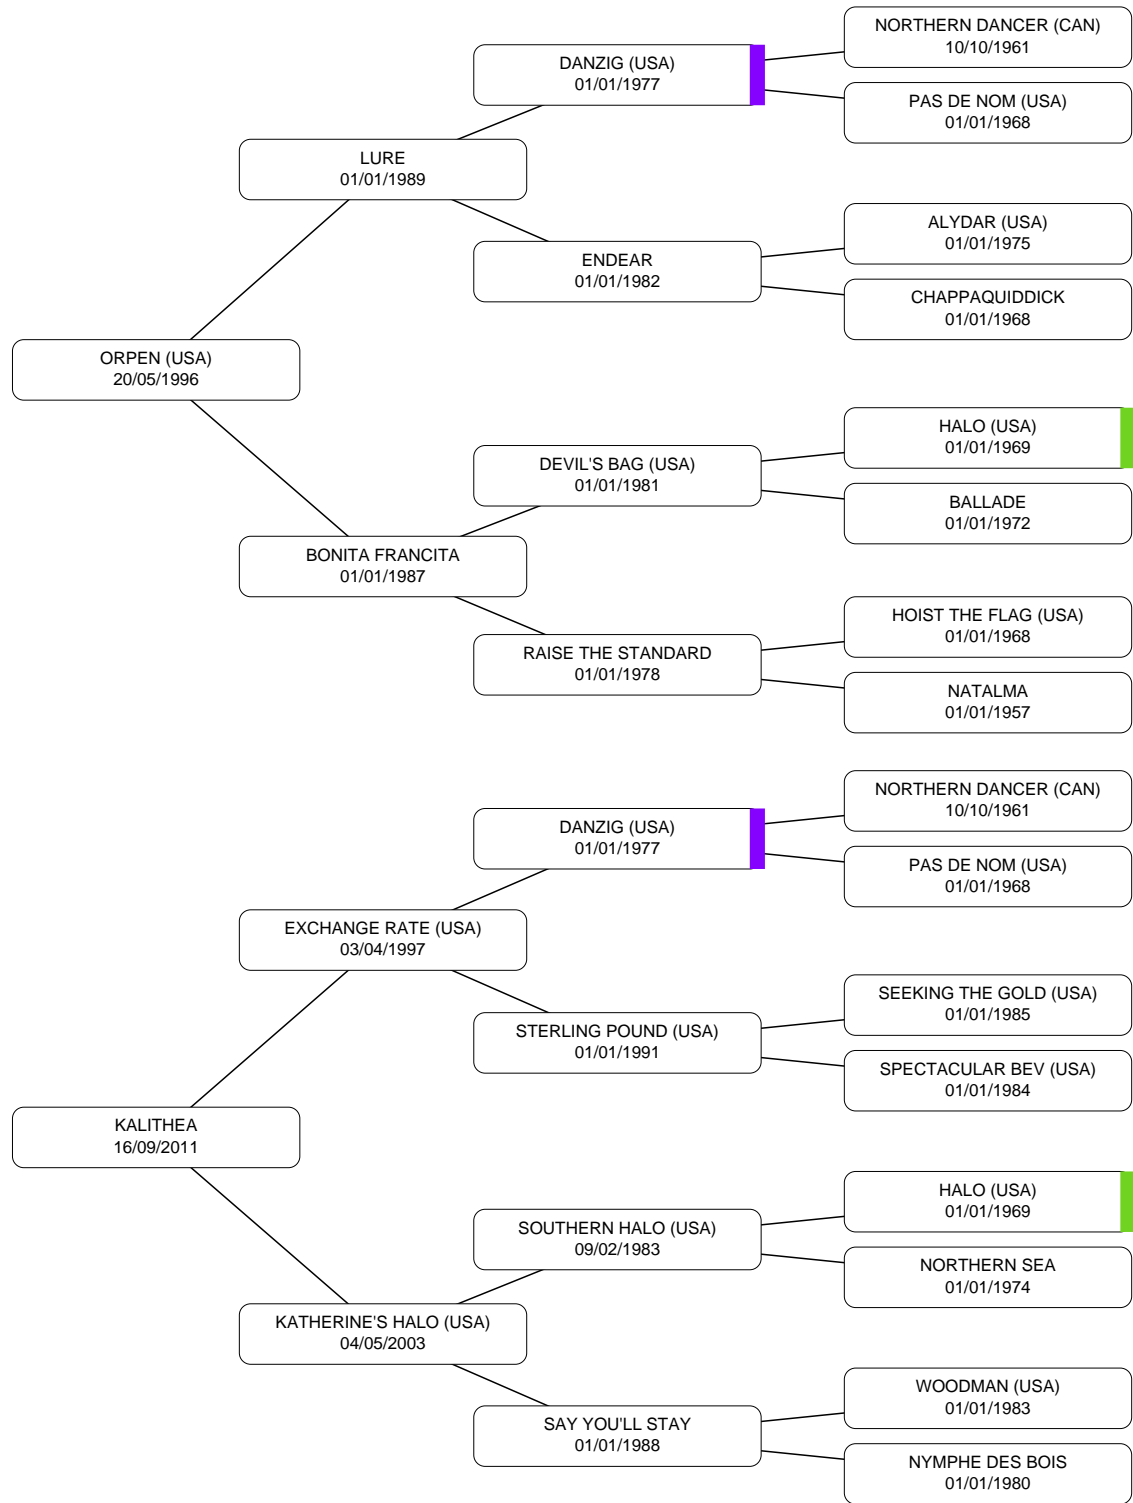 NORTHERN DANCER (CAN)
10/10/1961
DANZIG (USA)
01/01/1977
PAS DE NOM (USA)
01/01/1968
LURE
01/01/1989
ALYDAR (USA)
01/01/1975
ENDEAR
01/01/1982
CHAPPAQUIDDICK
01/01/1968
ORPEN (USA)
20/05/1996
HALO (USA)
01/01/1969
DEVIL'S BAG (USA)
01/01/1981
BALLADE
01/01/1972
BONITA FRANCITA
01/01/1987
HOIST THE FLAG (USA)
01/01/1968
RAISE THE STANDARD
01/01/1978
NATALMA
01/01/1957
NORTHERN DANCER (CAN)
10/10/1961
DANZIG (USA)
01/01/1977
PAS DE NOM (USA)
01/01/1968
EXCHANGE RATE (USA)
03/04/1997
SEEKING THE GOLD (USA)
01/01/1985
STERLING POUND (USA)
01/01/1991
SPECTACULAR BEV (USA)
01/01/1984
KALITHEA
16/09/2011
HALO (USA)
01/01/1969
SOUTHERN HALO (USA)
09/02/1983
NORTHERN SEA
01/01/1974
KATHERINE'S HALO (USA)
04/05/2003
WOODMAN (USA)
01/01/1983
SAY YOU'LL STAY
01/01/1988
NYMPHE DES BOIS
01/01/1980